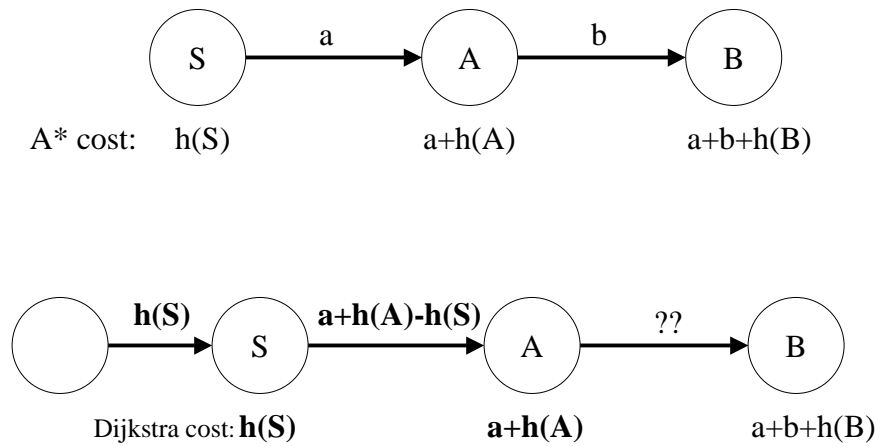 a b
S A B
A* cost: h(S) a+h(A) a+b+h(B)
h(S) a+h(A)-h(S) ??
S A B
Dijkstra cost: h(S) a+h(A) a+b+h(B)